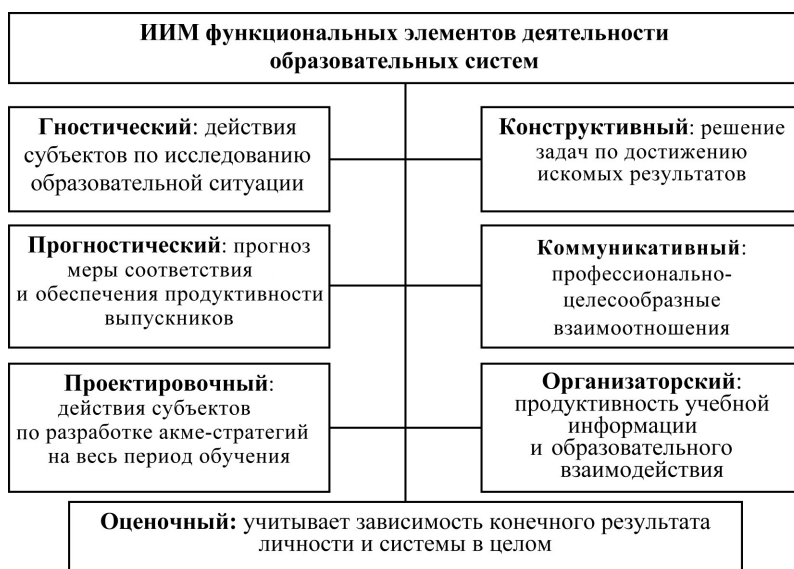 ИИМ функциональных элементов деятельности
образовательных систем
Гностический: действия
субъектов по исследованию
образовательной ситуации
Конструктивный: решение
задач по достижению
искомых результатов
Прогностический: прогноз
меры соответствия
и обеспечения продуктивности
выпускников
Коммуникативный:
профессионально-
целесообразные
взаимоотношения
Проектировочный:
действия субъектов
по разработке акме-стратегий
на весь период обучения
Организаторский:
продуктивность учебной
информации
и образовательного
взаимодействия
Оценочный: учитывает зависимость конечного результата
личности и системы в целом